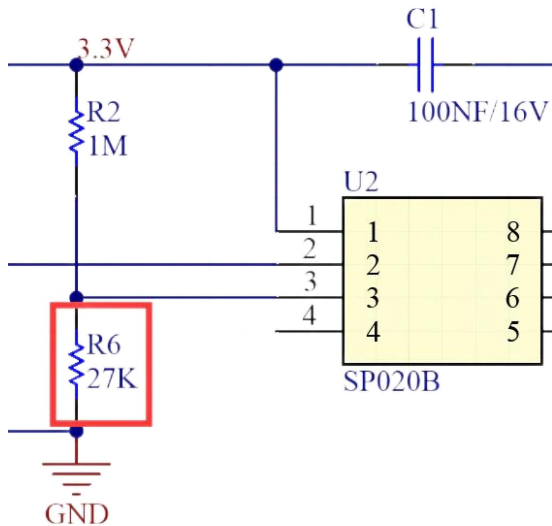 C1
3.3V
R2
1M
100NF/16V
U2
1 1 8
2 2 7
3 3 6
4 4 5
R6
27K
SP020B
GND